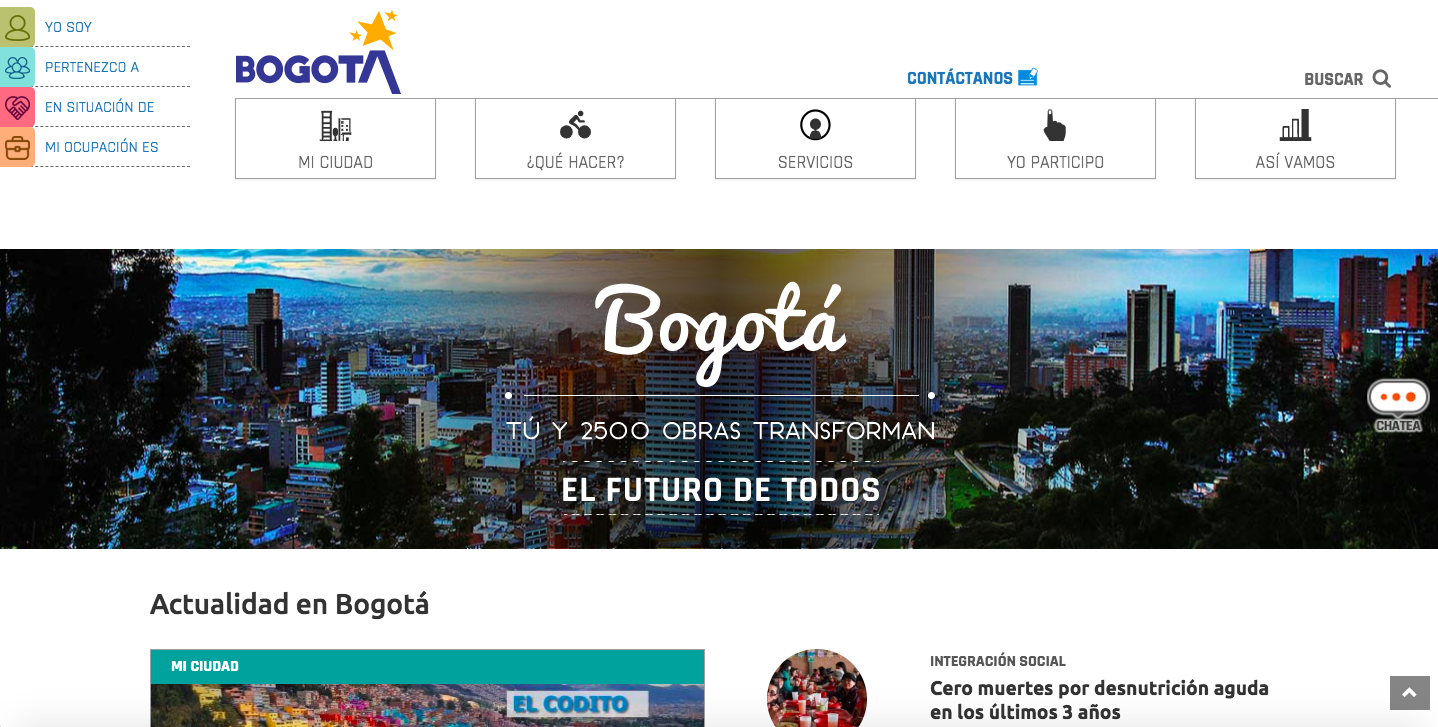 YO SOY
PERTENEZCO A
EN SITUACIÓN DE
MI OCUPACIÓN ES
BOGOTÁ
CONTÁCTANOS
BUSCAR
MI CIUDAD
¿QUÉ HACER?
SERVICIOS
YO PARTICIPO
ASÍ VAMOS
Bogotá
TÚ Y 2500 OBRAS TRANSFORMAN
EL FUTURO DE TODOS
CHATEA
Actualidad en Bogotá
MI CIUDAD
EL CODITO
INTEGRACIÓN SOCIAL
Cero muertes por desnutrición aguda
en los últimos 3 años